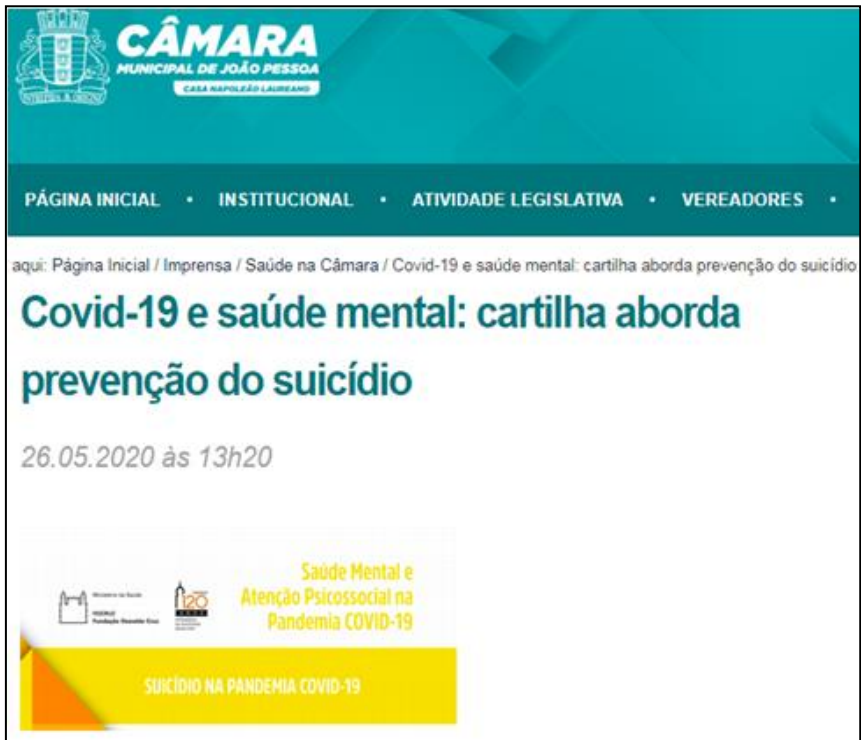 CÂMARA
MUNICIPAL DE JOÃO PESSOA
CASA NAPOLEÃO LAUREANO
PÁGINA INICIAL • INSTITUCIONAL • ATIVIDADE LEGISLATIVA • VEREADORES •
aqui: Página Inicial / Imprensa / Saúde na Câmara / Covid-19 e saúde mental: cartilha aborda prevenção do suicídio
Covid-19 e saúde mental: cartilha aborda
prevenção do suicídio
26.05.2020 às 13h20
Saúde Mental e
Atenção Psicossocial na
Pandemia COVID-19
Ministério da Saúde
FIOCRUZ
Fundação Oswaldo Cruz
120
SUICÍDIO NA PANDEMIA COVID-19